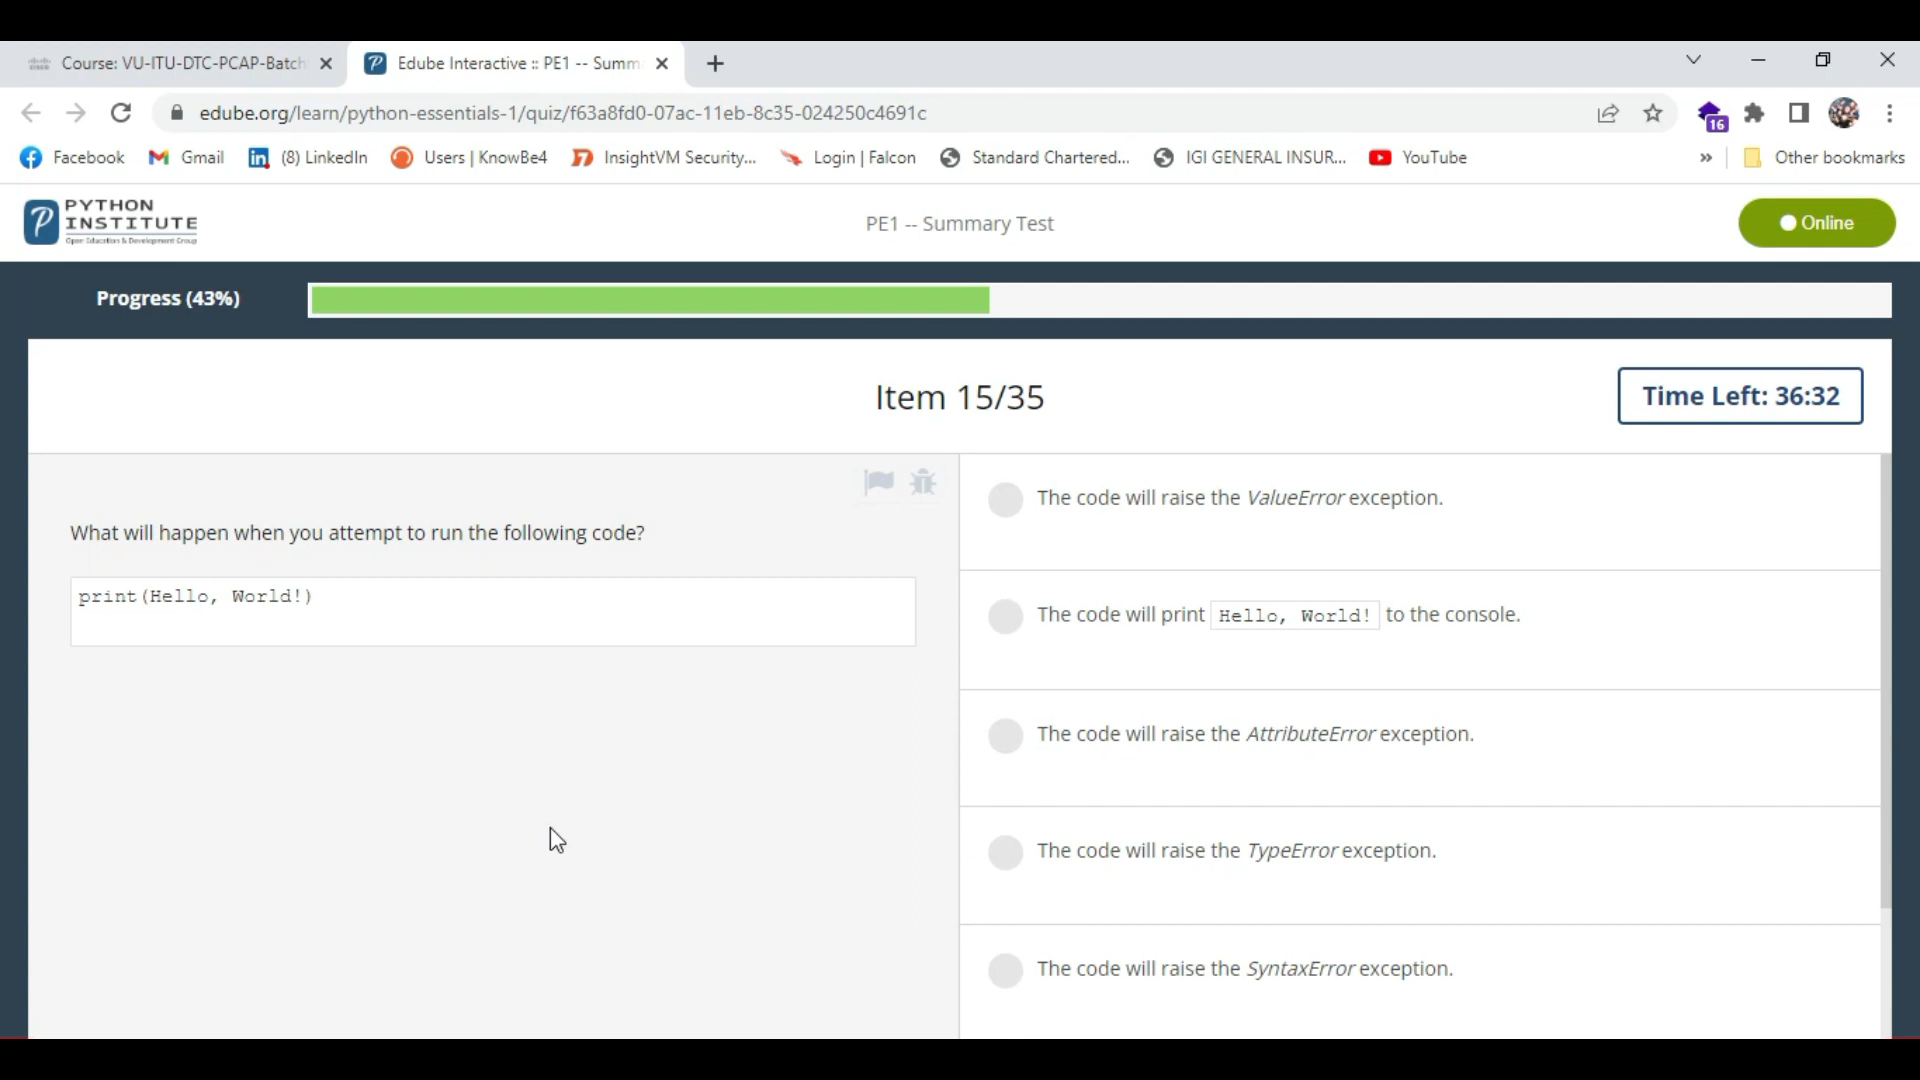 Course: VU-ITU-DTC-PCAP-Batch
Edube Interactive :: PE1 -- Summ
edube.org/learn/python-essentials-1/quiz/f63a8fd0-07ac-11eb-8c35-024250c4691c
16
Facebook
Gmail
(8) LinkedIn
Users | KnowBe4
InsightVM Security...
Login | Falcon
Standard Chartered...
IGI GENERAL INSUR...
YouTube
»
Other bookmarks
PYTHON
INSTITUTE
Open Education & Development Group
PE1 -- Summary Test
Online
Progress (43%)
Item 15/35
Time Left: 36:32
What will happen when you attempt to run the following code?
print(Hello, World!)
The code will raise the ValueError exception.
The code will print Hello, World! to the console.
The code will raise the AttributeError exception.
The code will raise the TypeError exception.
The code will raise the SyntaxError exception.